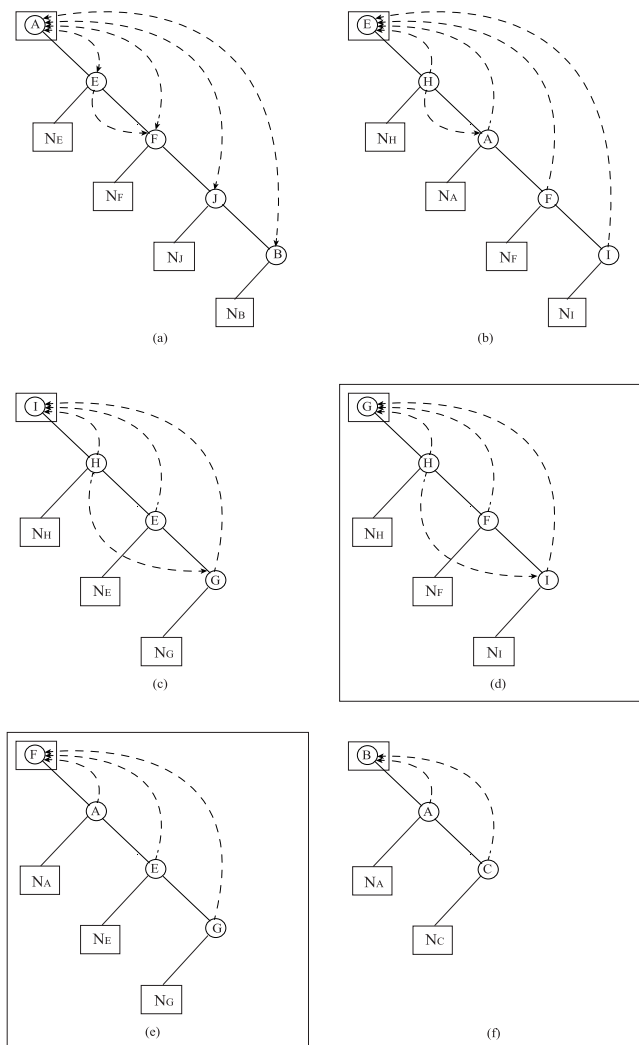 A
E
NE
F
NF
J
NJ
B
NB
(a)
E
H
NH
A
NA
F
NF
I
NI
(b)
I
H
NH
E
NE
G
NG
(c)
G
H
NH
F
NF
I
NI
(d)
F
A
NA
E
NE
G
NG
(e)
B
A
NA
C
NC
(f)